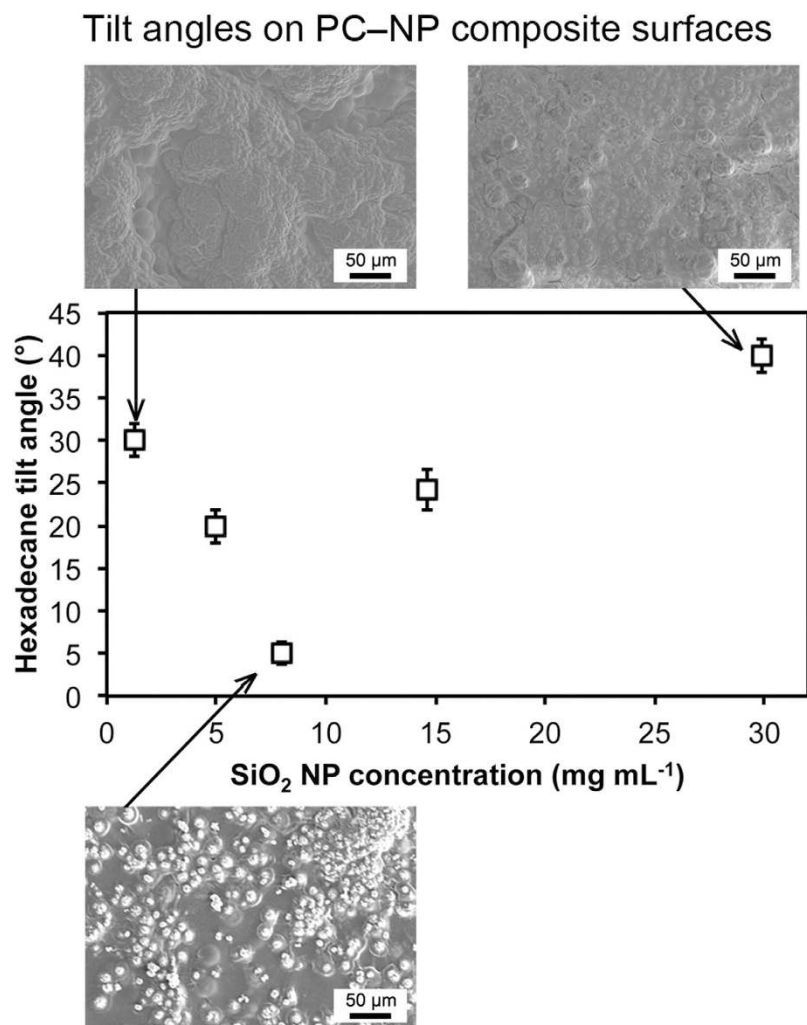 Tilt angles on PC–NP composite surfaces
50 µm
50 µm
Hexadecane tilt angle (°)
45
40
35
30
25
20
15
10
5
0
0 5 10 15 20 25 30
SiO₂ NP concentration (mg mL⁻¹)
50 µm